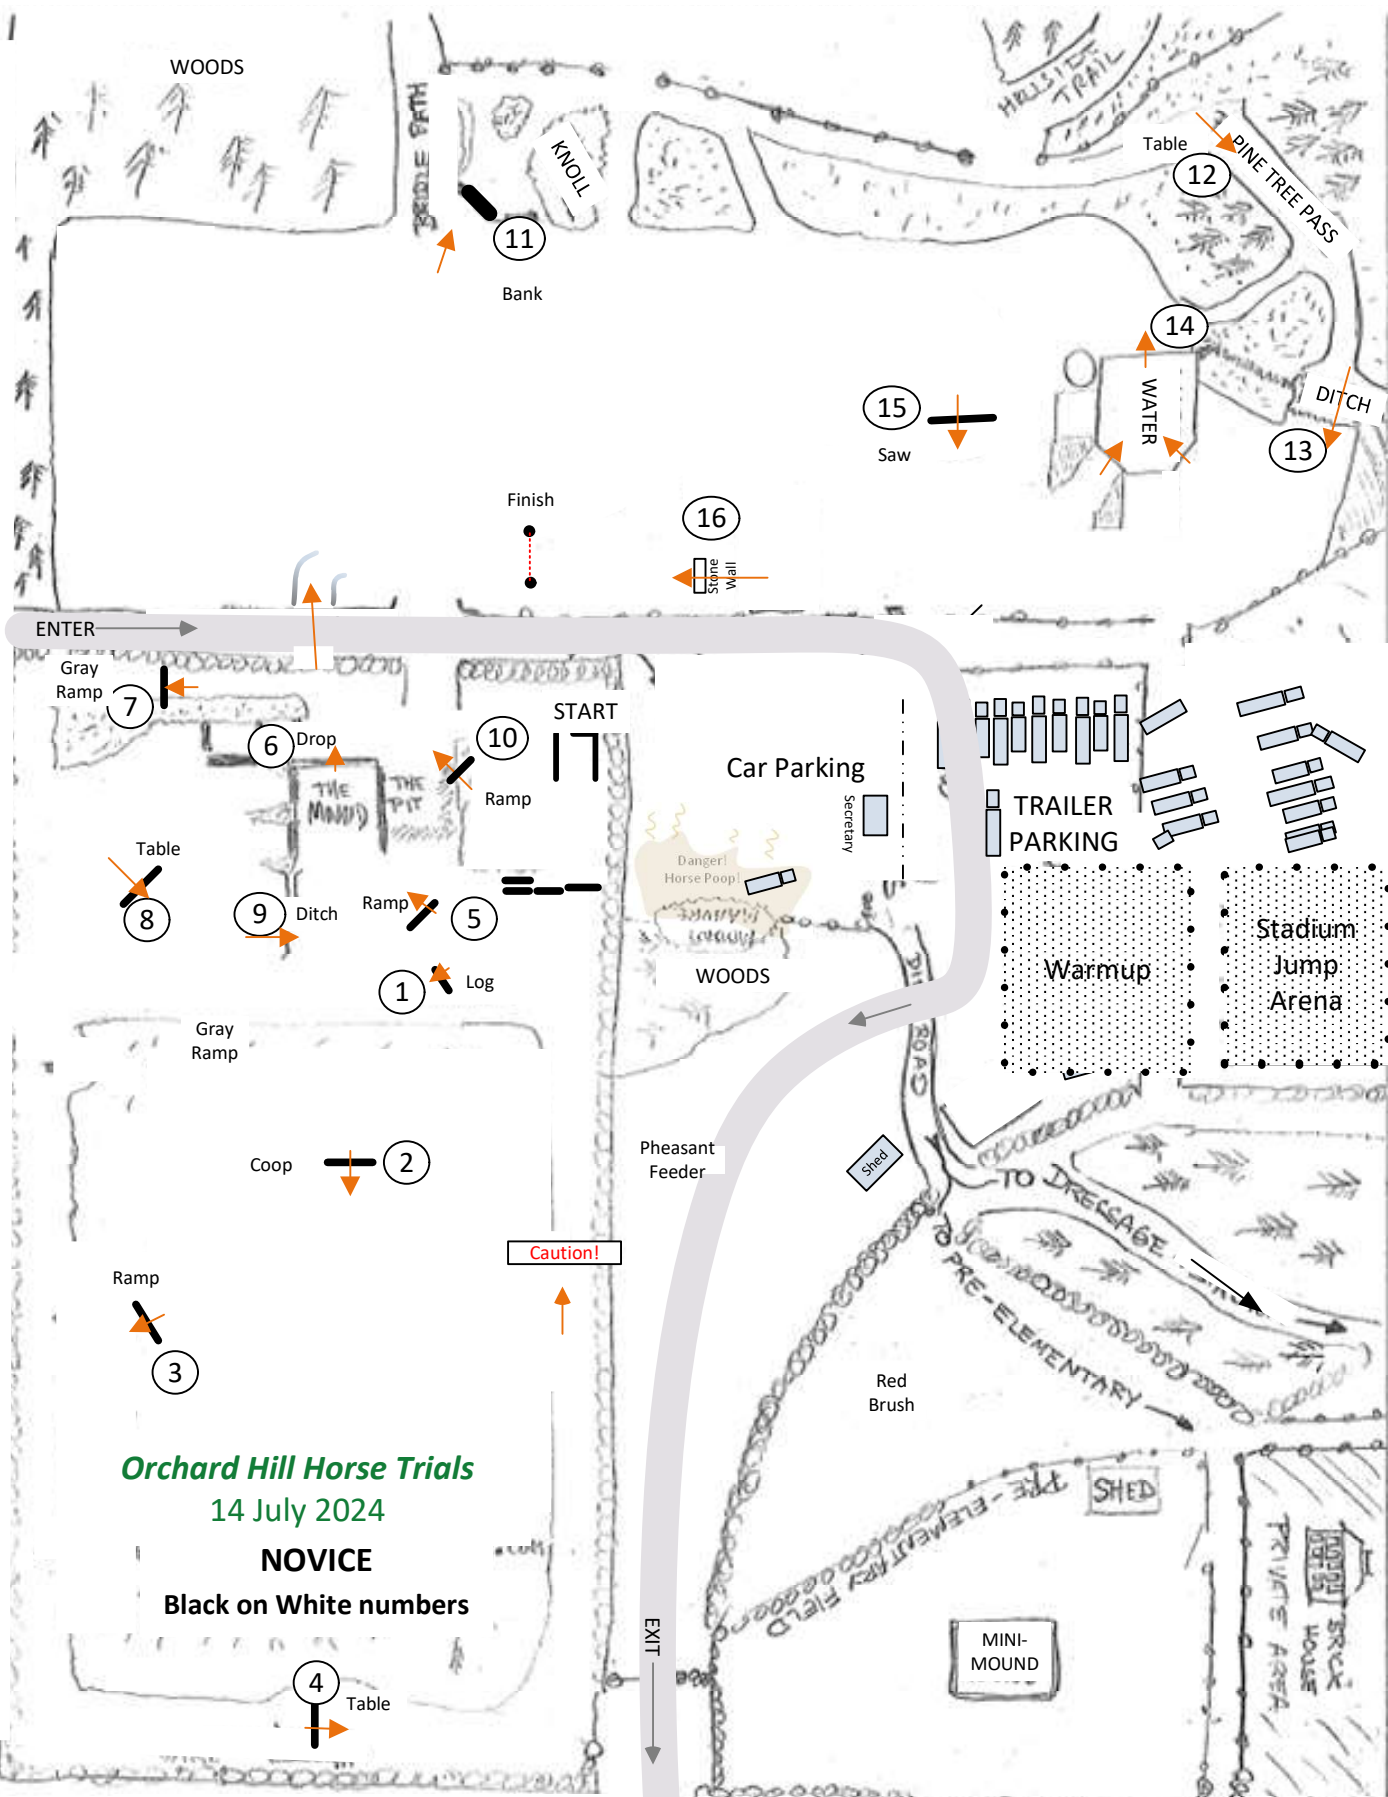 WOODS
BRIDLE PATH
KNOLL
HILLSIDE
TRAIL
Table
12
PINE TREE PASS
11
Bank
14
WATER
DITCH
13
15
Saw
Finish
16
Stone
Wall
ENTER
Gray
Ramp
7
6
Drop
10
START
Ramp
THE
MOUND
THE
PIT
Car Parking
Secretary
TRAILER
PARKING
Danger!
Horse Poop!
MANURE
Table
8
9
Ditch
Ramp
5
1
Log
WOODS
Warmup
Stadium
Jump
Arena
Gray
Ramp
ROAD
Coop
2
Pheasant
Feeder
Shed
TO DRESSAGE
TO PRE-ELEMENTARY
Caution!
Ramp
3
Red
Brush
Orchard Hill Horse Trials
14 July 2024
NOVICE
Black on White numbers
PRE-ELEMENTARY FIELD
SHED
PRIVATE AREA
BRICK
HOUSE
EXIT
MINI-
MOUND
4
Table